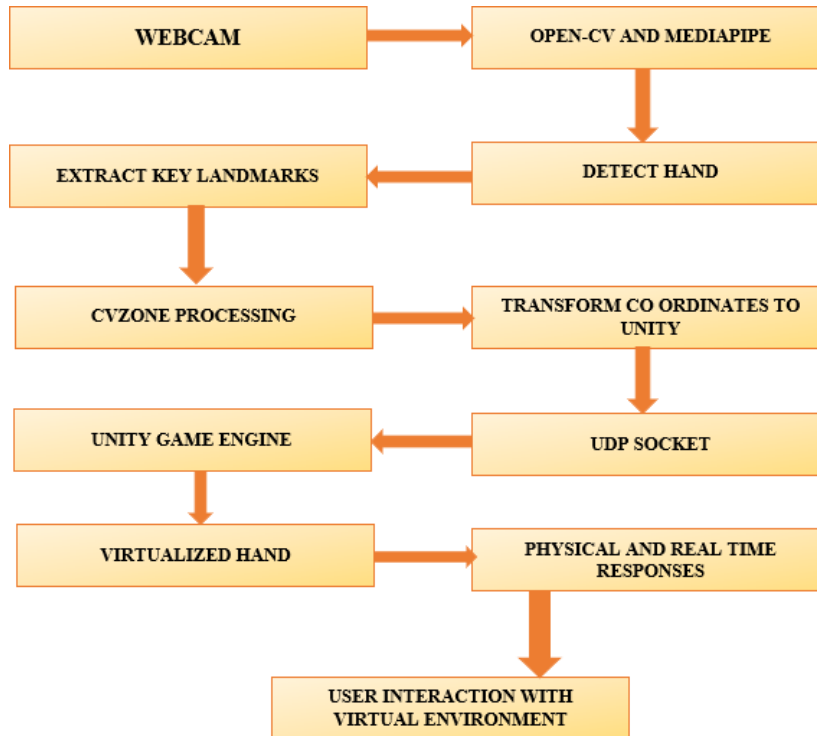 WEBCAM
OPEN-CV AND MEDIAPIPE
DETECT HAND
EXTRACT KEY LANDMARKS
CVZONE PROCESSING
TRANSFORM CO ORDINATES TO
UNITY
UDP SOCKET
UNITY GAME ENGINE
VIRTUALIZED HAND
PHYSICAL AND REAL TIME
RESPONSES
USER INTERACTION WITH
VIRTUAL ENVIRONMENT